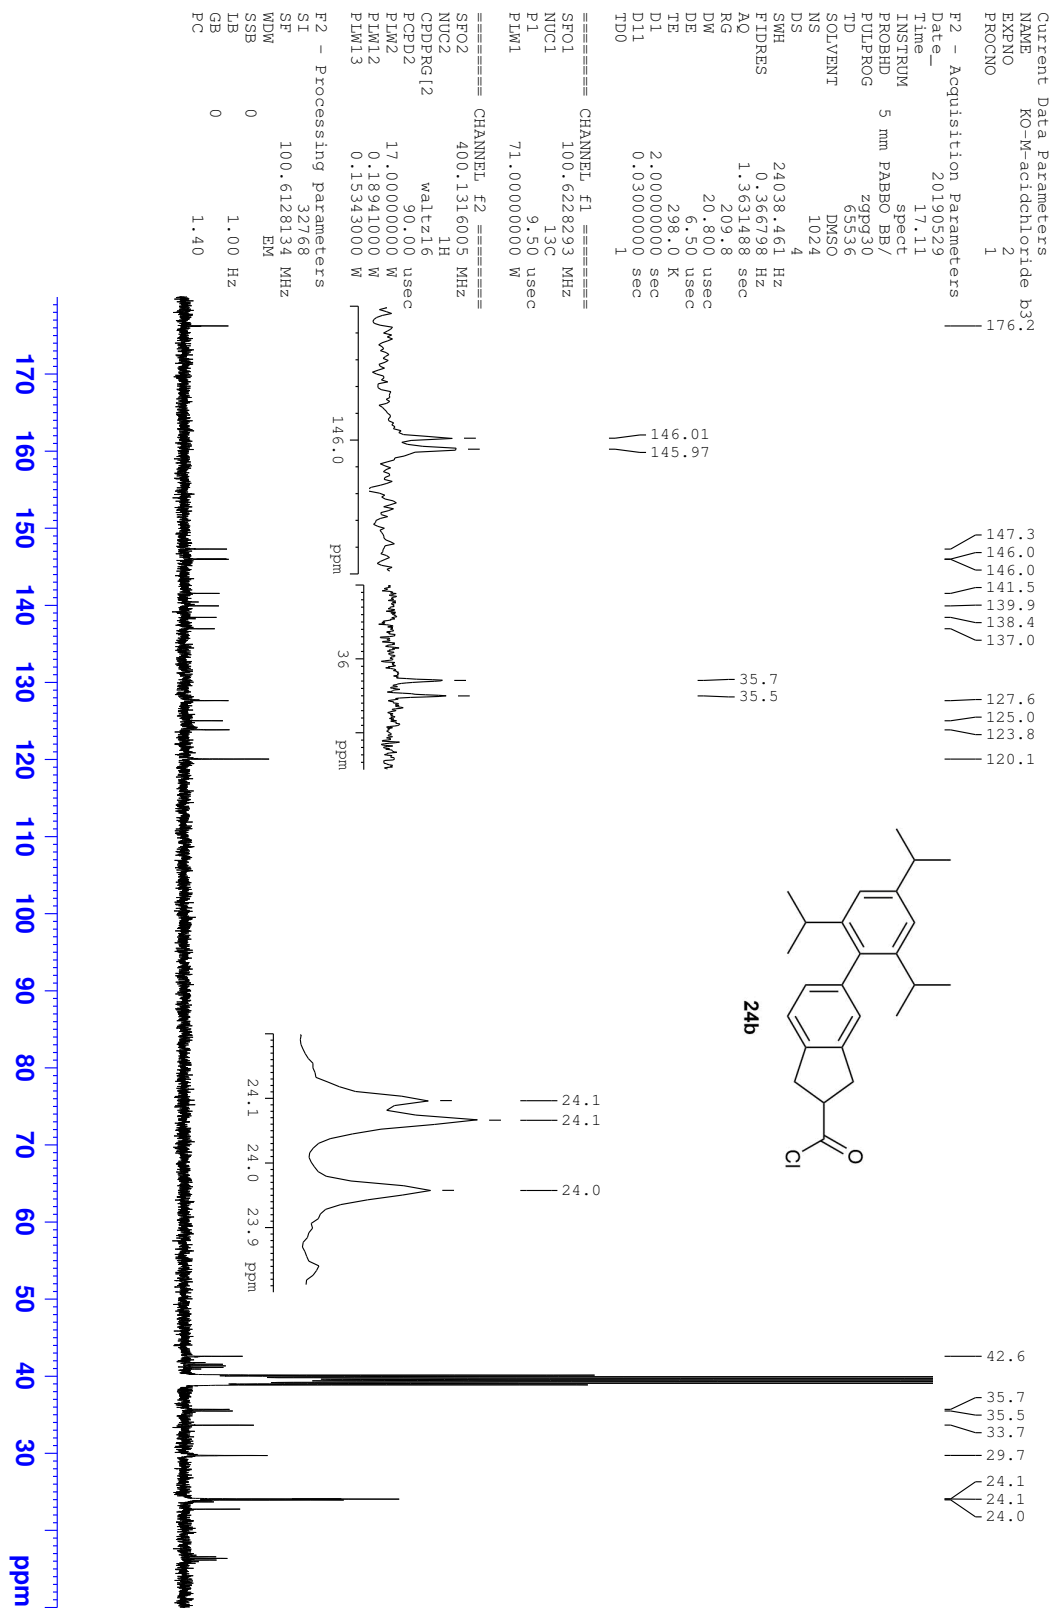 Current Data Parameters
NAME KO-M-acidchloride b3C
EXPNO 2
PROCNO 1
F2 - Acquisition Parameters
Date_ 20190529
Time 17.11
INSTRUM spect
PROBHD 5 mm PABBO BB/
PULPROG zgpg30
TD 65536
SOLVENT DMSO
NS 1024
DS 4
SWH 24038.461 Hz
FIDRES 0.366798 Hz
AQ 1.3631488 sec
RG 209.8
DW 20.800 usec
DE 6.50 usec
TE 298.0 K
D1 2.00000000 sec
D11 0.03000000 sec
TD0 1
======== CHANNEL f1 ========
SFO1 100.6228293 MHz
NUC1 13C
P1 9.50 usec
PLW1 71.00000000 W
======== CHANNEL f2 ========
SFO2 400.1316005 MHz
NUC2 1H
CPDPRG[2 waltz16
PCPD2 90.00 usec
PLW2 17.00000000 W
PLW12 0.18941000 W
PLW13 0.15343000 W
F2 - Processing parameters
SI 32768
SF 100.6128134 MHz
WDW EM
SSB 0
LB 1.00 Hz
GB 0
PC 1.40
176.2
147.3
146.0
146.0
141.5
139.9
138.4
137.0
127.6
125.0
123.8
120.1
42.6
35.7
35.5
33.7
29.7
24.1
24.1
24.0
146.01
145.97
146.0 ppm
35.7
35.5
36 ppm
24.1
24.1
24.0
24.1 24.0 23.9 ppm
O
Cl
24b
170 160 150 140 130 120 110 100 90 80 70 60 50 40 30 ppm